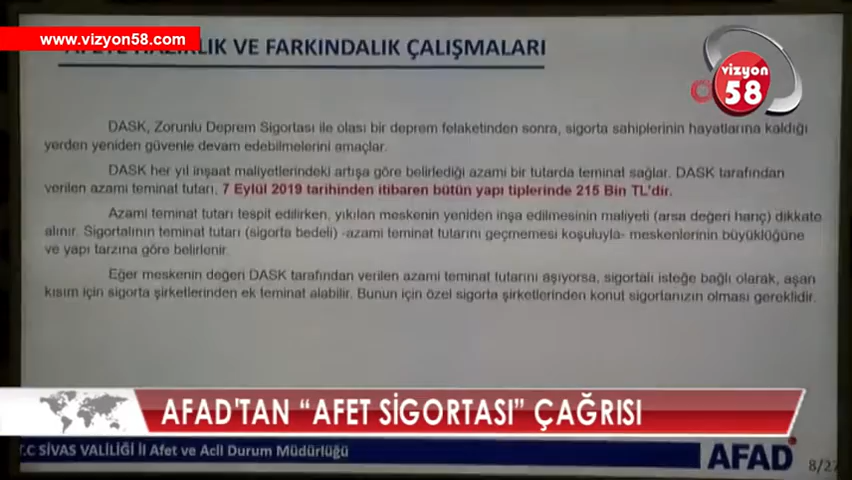 www.vizyon58.com
AFETE HAZIRLIK VE FARKINDALIK ÇALIŞMALARI
vizyon
58
DASK, Zorunlu Deprem Sigortası ile olası bir deprem felaketinden sonra, sigorta sahiplerinin hayatlarına kaldığı
yerden yeniden güvenle devam edebilmelerini amaçlar.
DASK her yıl inşaat maliyetlerindeki artışa göre belirlediği azami bir tutarda teminat sağlar. DASK tarafından
verilen azami teminat tutarı, 7 Eylül 2019 tarihinden itibaren bütün yapı tiplerinde 215 Bin TL'dir.
Azami teminat tutarı tespit edilirken, yıkılan meskenin yeniden inşa edilmesinin maliyeti (arsa değeri hariç) dikkate
alınır. Sigortalının teminat tutarı (sigorta bedeli) -azami teminat tutarını geçmemesi koşuluyla- meskenlerinin büyüklüğüne
ve yapı tarzına göre belirlenir.
Eğer meskenin değeri DASK tarafından verilen azami teminat tutarını aşıyorsa, sigortalı isteğe bağlı olarak, aşan
kısım için sigorta şirketlerinden ek teminat alabilir. Bunun için özel sigorta şirketlerinden konut sigortanızın olması gereklidir.
AFAD'TAN “AFET SİGORTASI” ÇAĞRISI
T.C SİVAS VALİLİĞİ İl Afet ve Acil Durum Müdürlüğü
AFAD
8/27